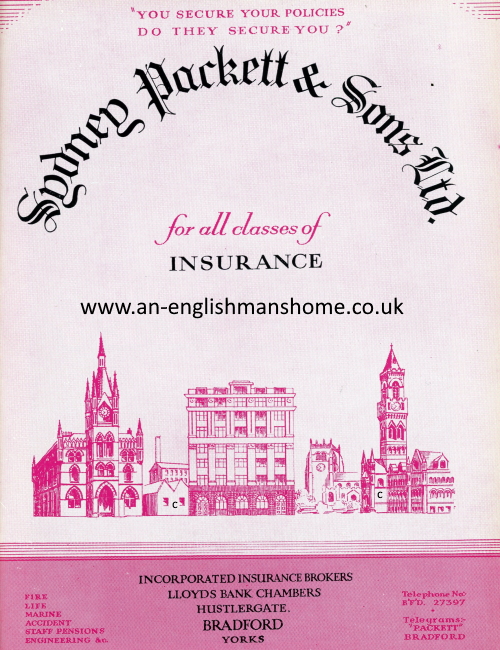 "YOU SECURE YOUR POLICIES
DO THEY SECURE YOU?"
Sydney Packett & Sons Ltd.
for all classes of
INSURANCE
www.an-englishmanshome.co.uk
C
C
INCORPORATED INSURANCE BROKERS
LLOYDS BANK CHAMBERS
HUSTLERGATE.
BRADFORD
YORKS
FIRE
LIFE
MARINE
ACCIDENT
STAFF PENSIONS
ENGINEERING &c.
Telephone No:
BFD. 27397
Telegrams:-
"PACKETT"
BRADFORD